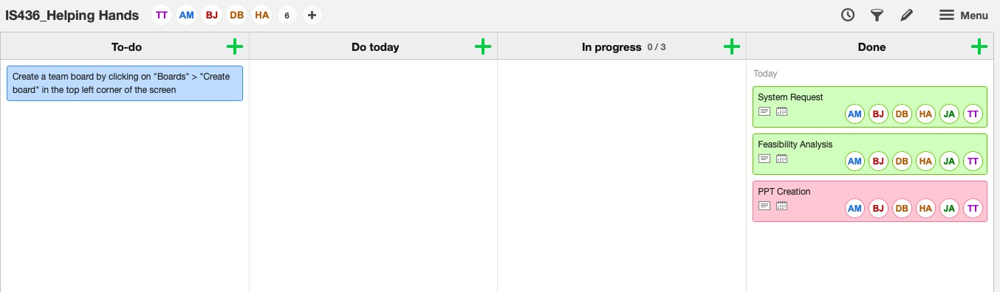 IS436_Helping Hands TT AM BJ DB HA 6 + Menu
To-do
Do today
In progress 0 / 3
Done
Create a team board by clicking on "Boards" > "Create
board" in the top left corner of the screen
Today
System Request
AM BJ DB HA JA TT
Feasibility Analysis
AM BJ DB HA JA TT
PPT Creation
AM BJ DB HA JA TT